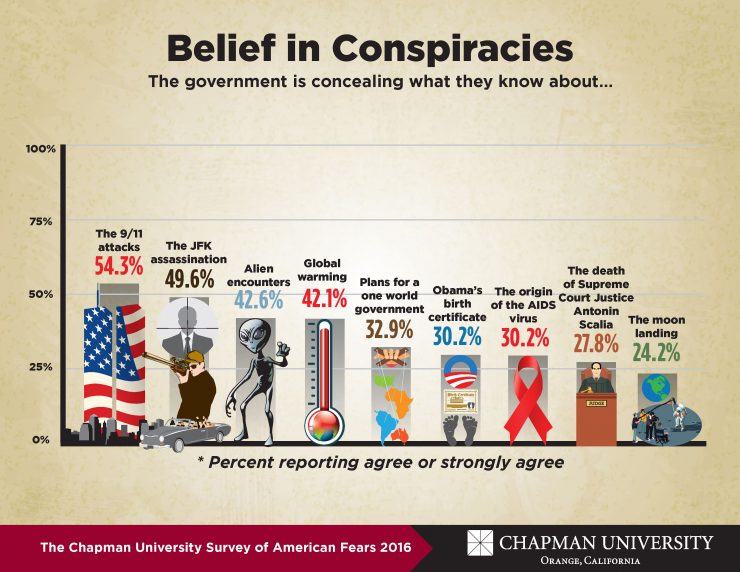 Belief in Conspiracies
The government is concealing what they know about...
100%
75%
50%
25%
0%
The 9/11
attacks
54.3%
The JFK
assassination
49.6%
Alien
encounters
42.6%
Global
warming
42.1%
Plans for a
one world
government
32.9%
Obama's
birth
certificate
30.2%
The origin
of the AIDS
virus
30.2%
The death
of Supreme
Court Justice
Antonin
Scalia
27.8%
The moon
landing
24.2%
Birth Certificate
JUDGE
* Percent reporting agree or strongly agree
The Chapman University Survey of American Fears 2016
CHAPMAN UNIVERSITY
ORANGE, CALIFORNIA